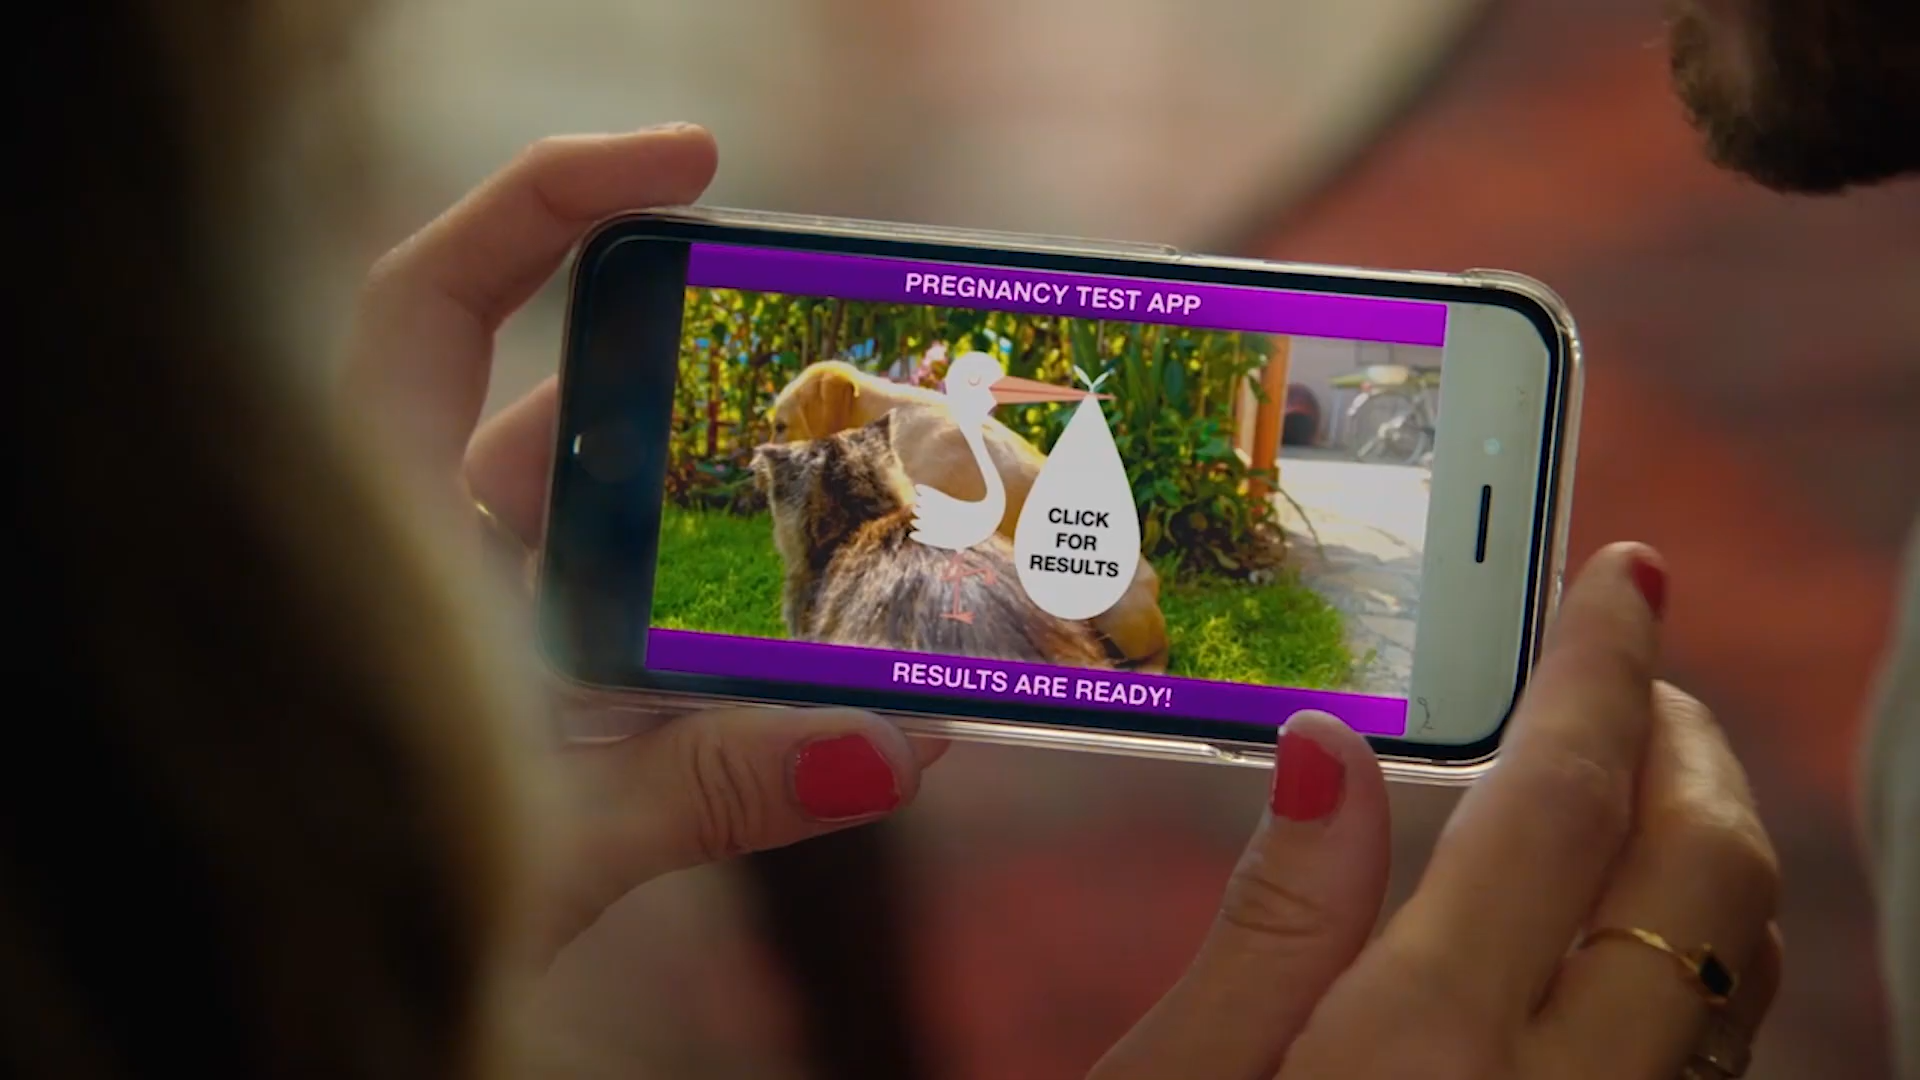 PREGNANCY TEST APP
CLICK
FOR
RESULTS
RESULTS ARE READY!